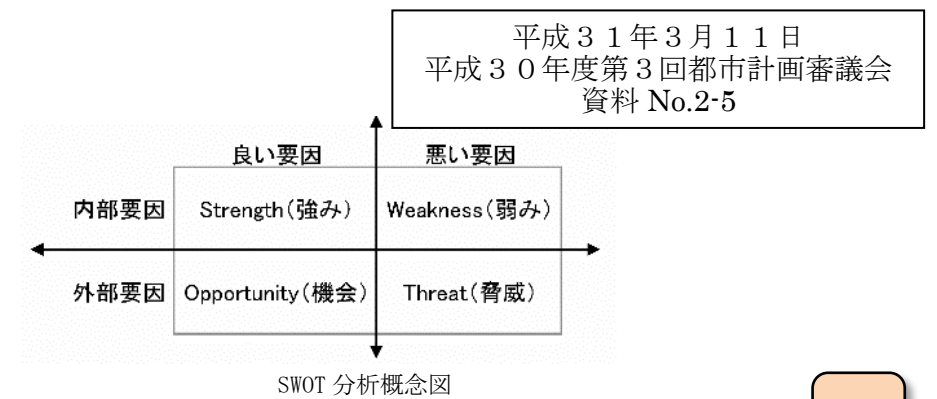 平成３１年３月１１日
平成３０年度第３回都市計画審議会
資料 No.2-5
良い要因 悪い要因
内部要因 Strength(強み) Weakness(弱み)
外部要因 Opportunity(機会) Threat(脅威)
SWOT 分析概念図